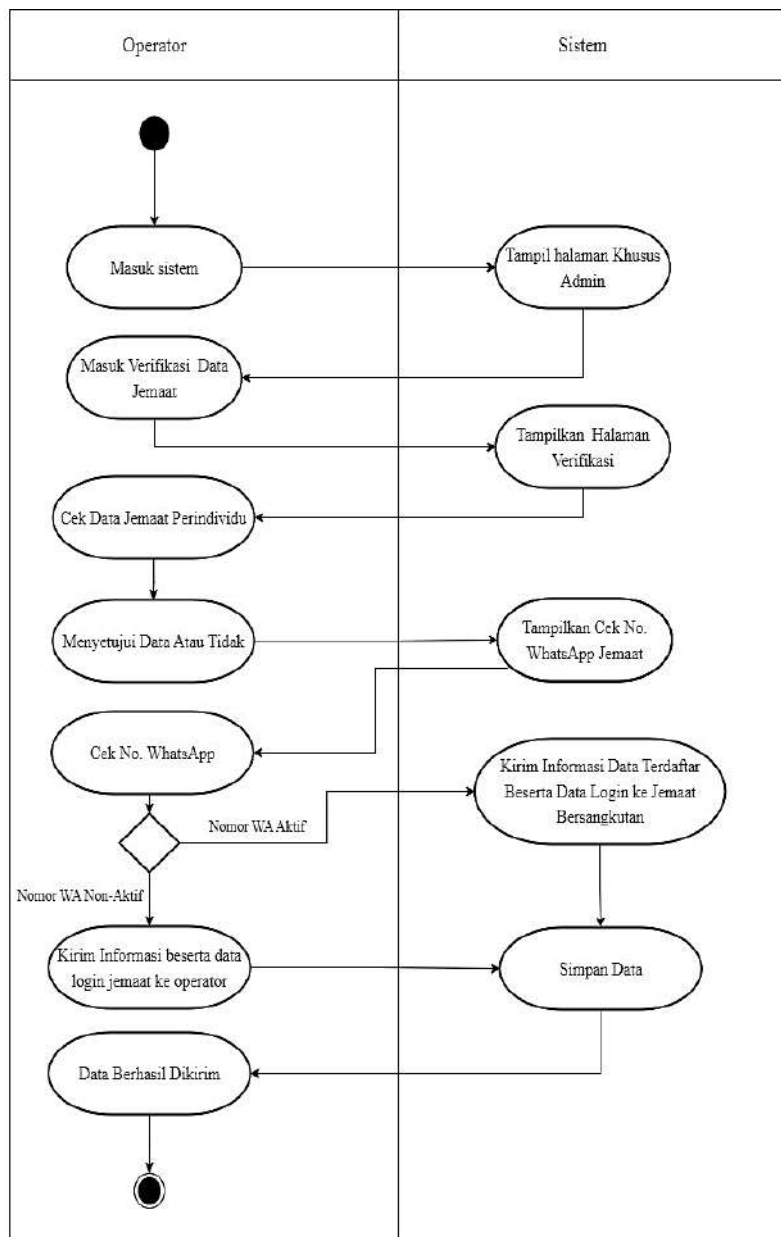 Operator
Sistem
Masuk sistem
Tampil halaman Khusus
Admin
Masuk Verifikasi Data
Jemaat
Tampilkan Halaman
Verifikasi
Cek Data Jemaat Perindividu
Menyetujui Data Atau Tidak
Tampilkan Cek No.
WhatsApp Jemaat
Cek No. WhatsApp
Kirim Informasi Data Terdaftar
Beserta Data Login ke Jemaat
Bersangkutan
Nomor WA Aktif
Nomor WA Non-Aktif
Kirim Informasi beserta data
login jemaat ke operator
Simpan Data
Data Berhasil Dikirim